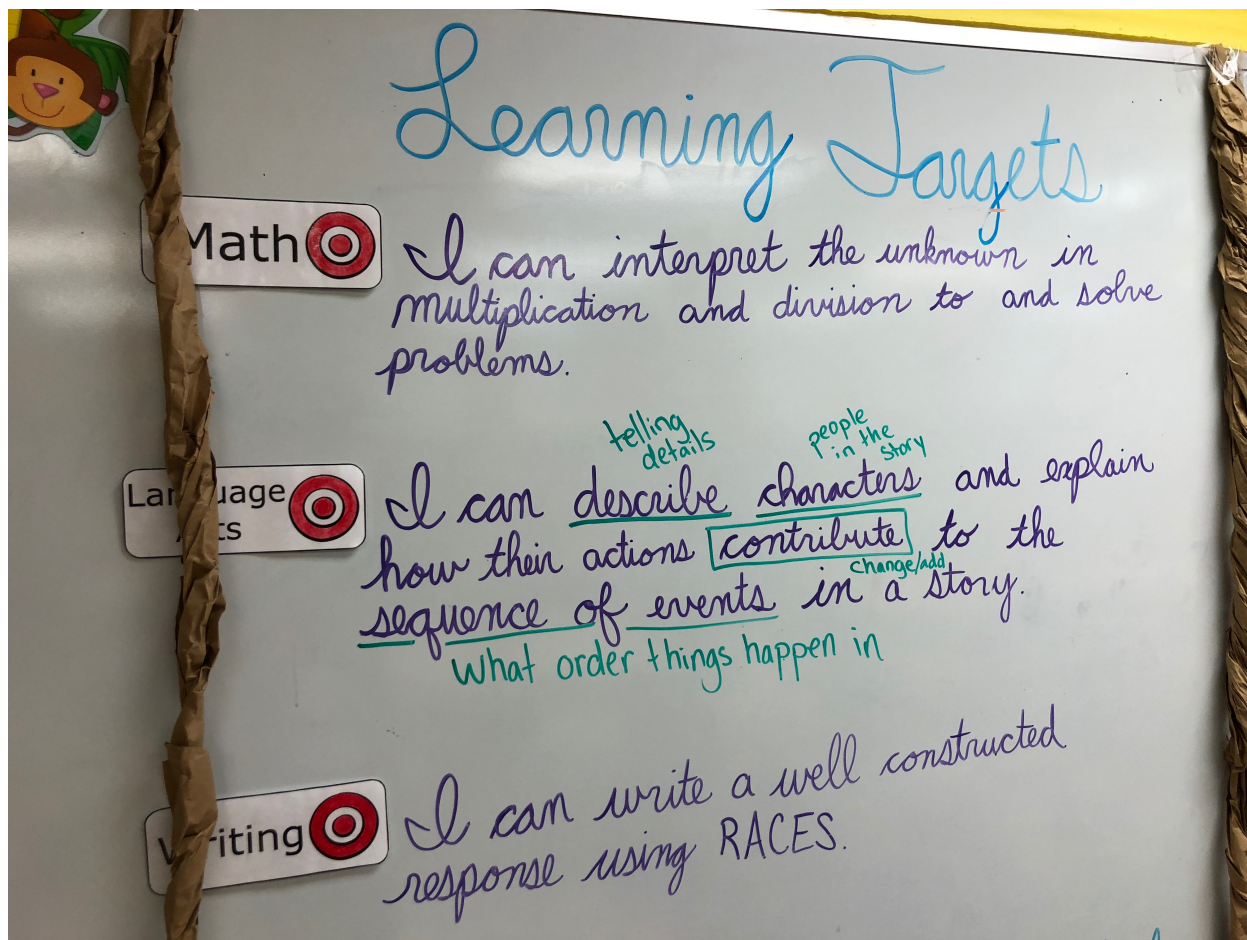 Learning Targets
Math
I can interpret the unknown in
multiplication and division to and solve
problems.
telling
details
people
in the
story
Language
Arts
I can describe characters and explain
how their actions contribute to the
change/add
sequence of events in a story.
What order things happen in
Writing
I can write a well constructed
response using RACES.